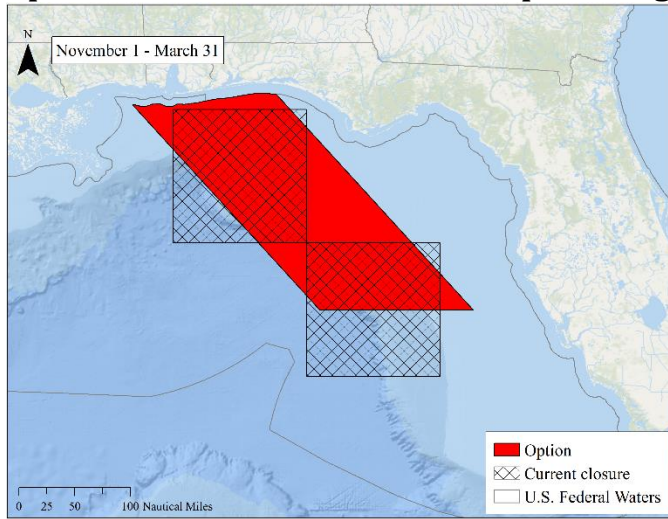 N
November 1 - March 31
Option
Current closure
U.S. Federal Waters
0 25 50 100 Nautical Miles